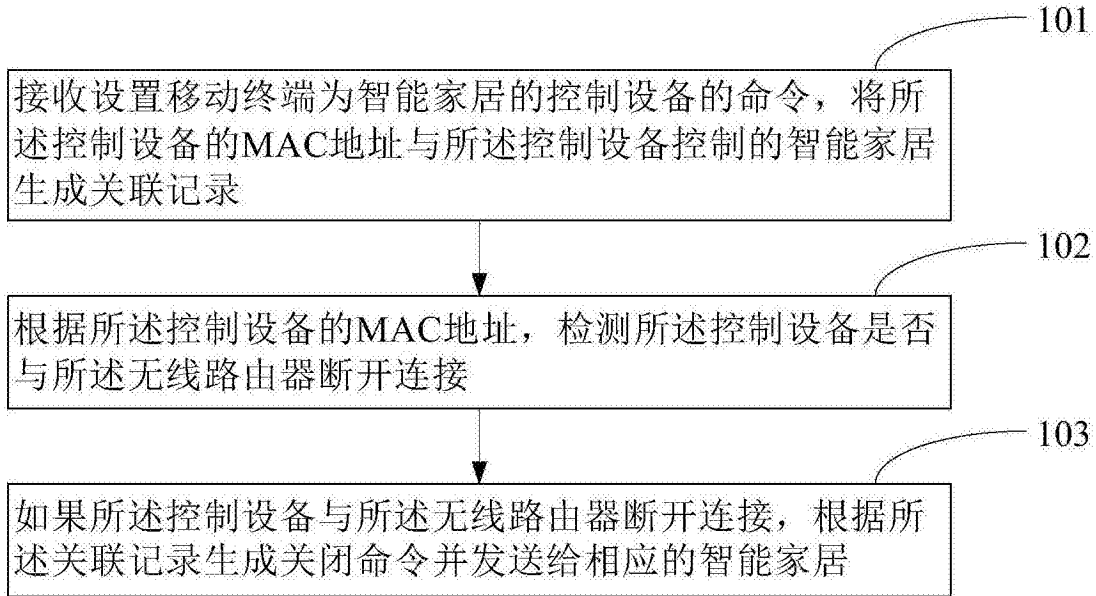 101
接收设置移动终端为智能家居的控制设备的命令，将所
述控制设备的MAC地址与所述控制设备控制的智能家居
生成关联记录
102
根据所述控制设备的MAC地址，检测所述控制设备是否
与所述无线路由器断开连接
103
如果所述控制设备与所述无线路由器断开连接，根据所
述关联记录生成关闭命令并发送给相应的智能家居